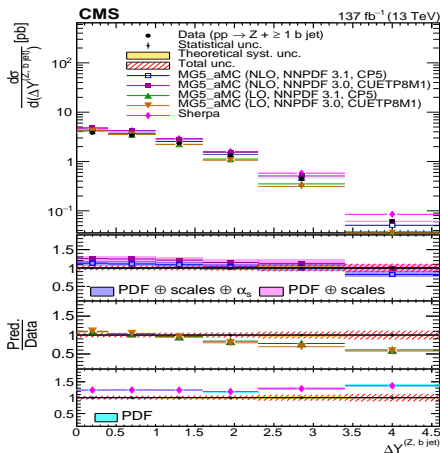 CMS 137 fb⁻¹ (13 TeV)
dσ/d(ΔY^(Z, b jet)) [pb]
Data (pp → Z + ≥ 1 b jet)
Statistical unc.
Theoretical syst. unc.
Total unc.
MG5_aMC (NLO, NNPDF 3.1, CP5)
MG5_aMC (NLO, NNPDF 3.0, CUETP8M1)
MG5_aMC (LO, NNPDF 3.1, CP5)
MG5_aMC (LO, NNPDF 3.0, CUETP8M1)
Sherpa
10²
10
1
10⁻¹
1.5
1
0.5
PDF ⊕ scales ⊕ αs PDF ⊕ scales
Pred./Data
1.5
1
0.5
1.5
1
PDF
0 0.5 1 1.5 2 2.5 3 3.5 4 4.5
ΔY^(Z, b jet)